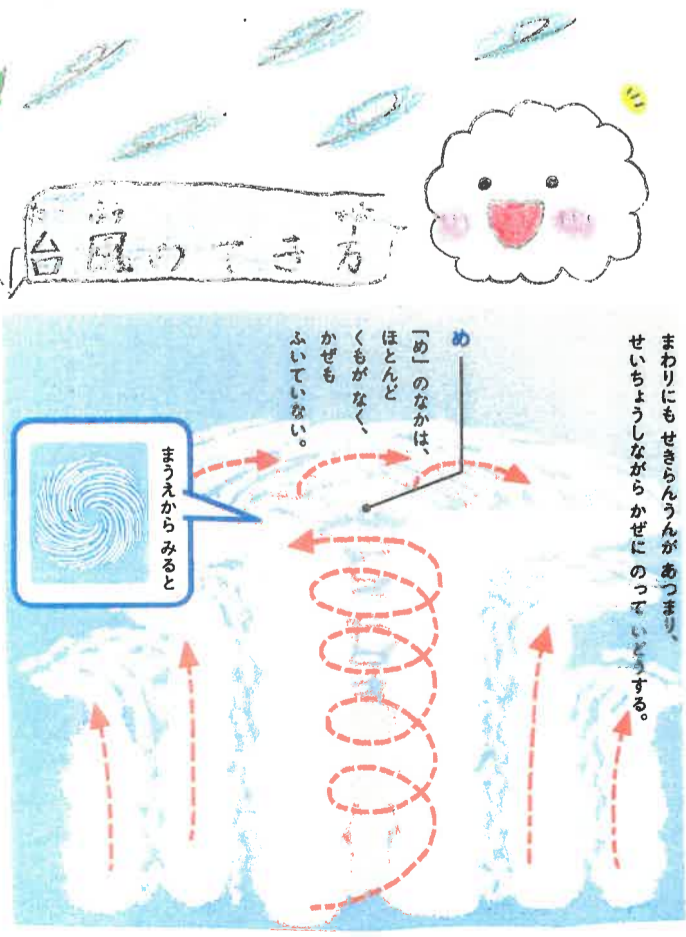 台風のでき方
まわりにも せきらんうんが あつまり、
せいちょうしながら かぜに のって いどうする。
め
「め」のなかは、
ほとんど
くもがなく、
かぜも
ふいていない。
まうえから みると